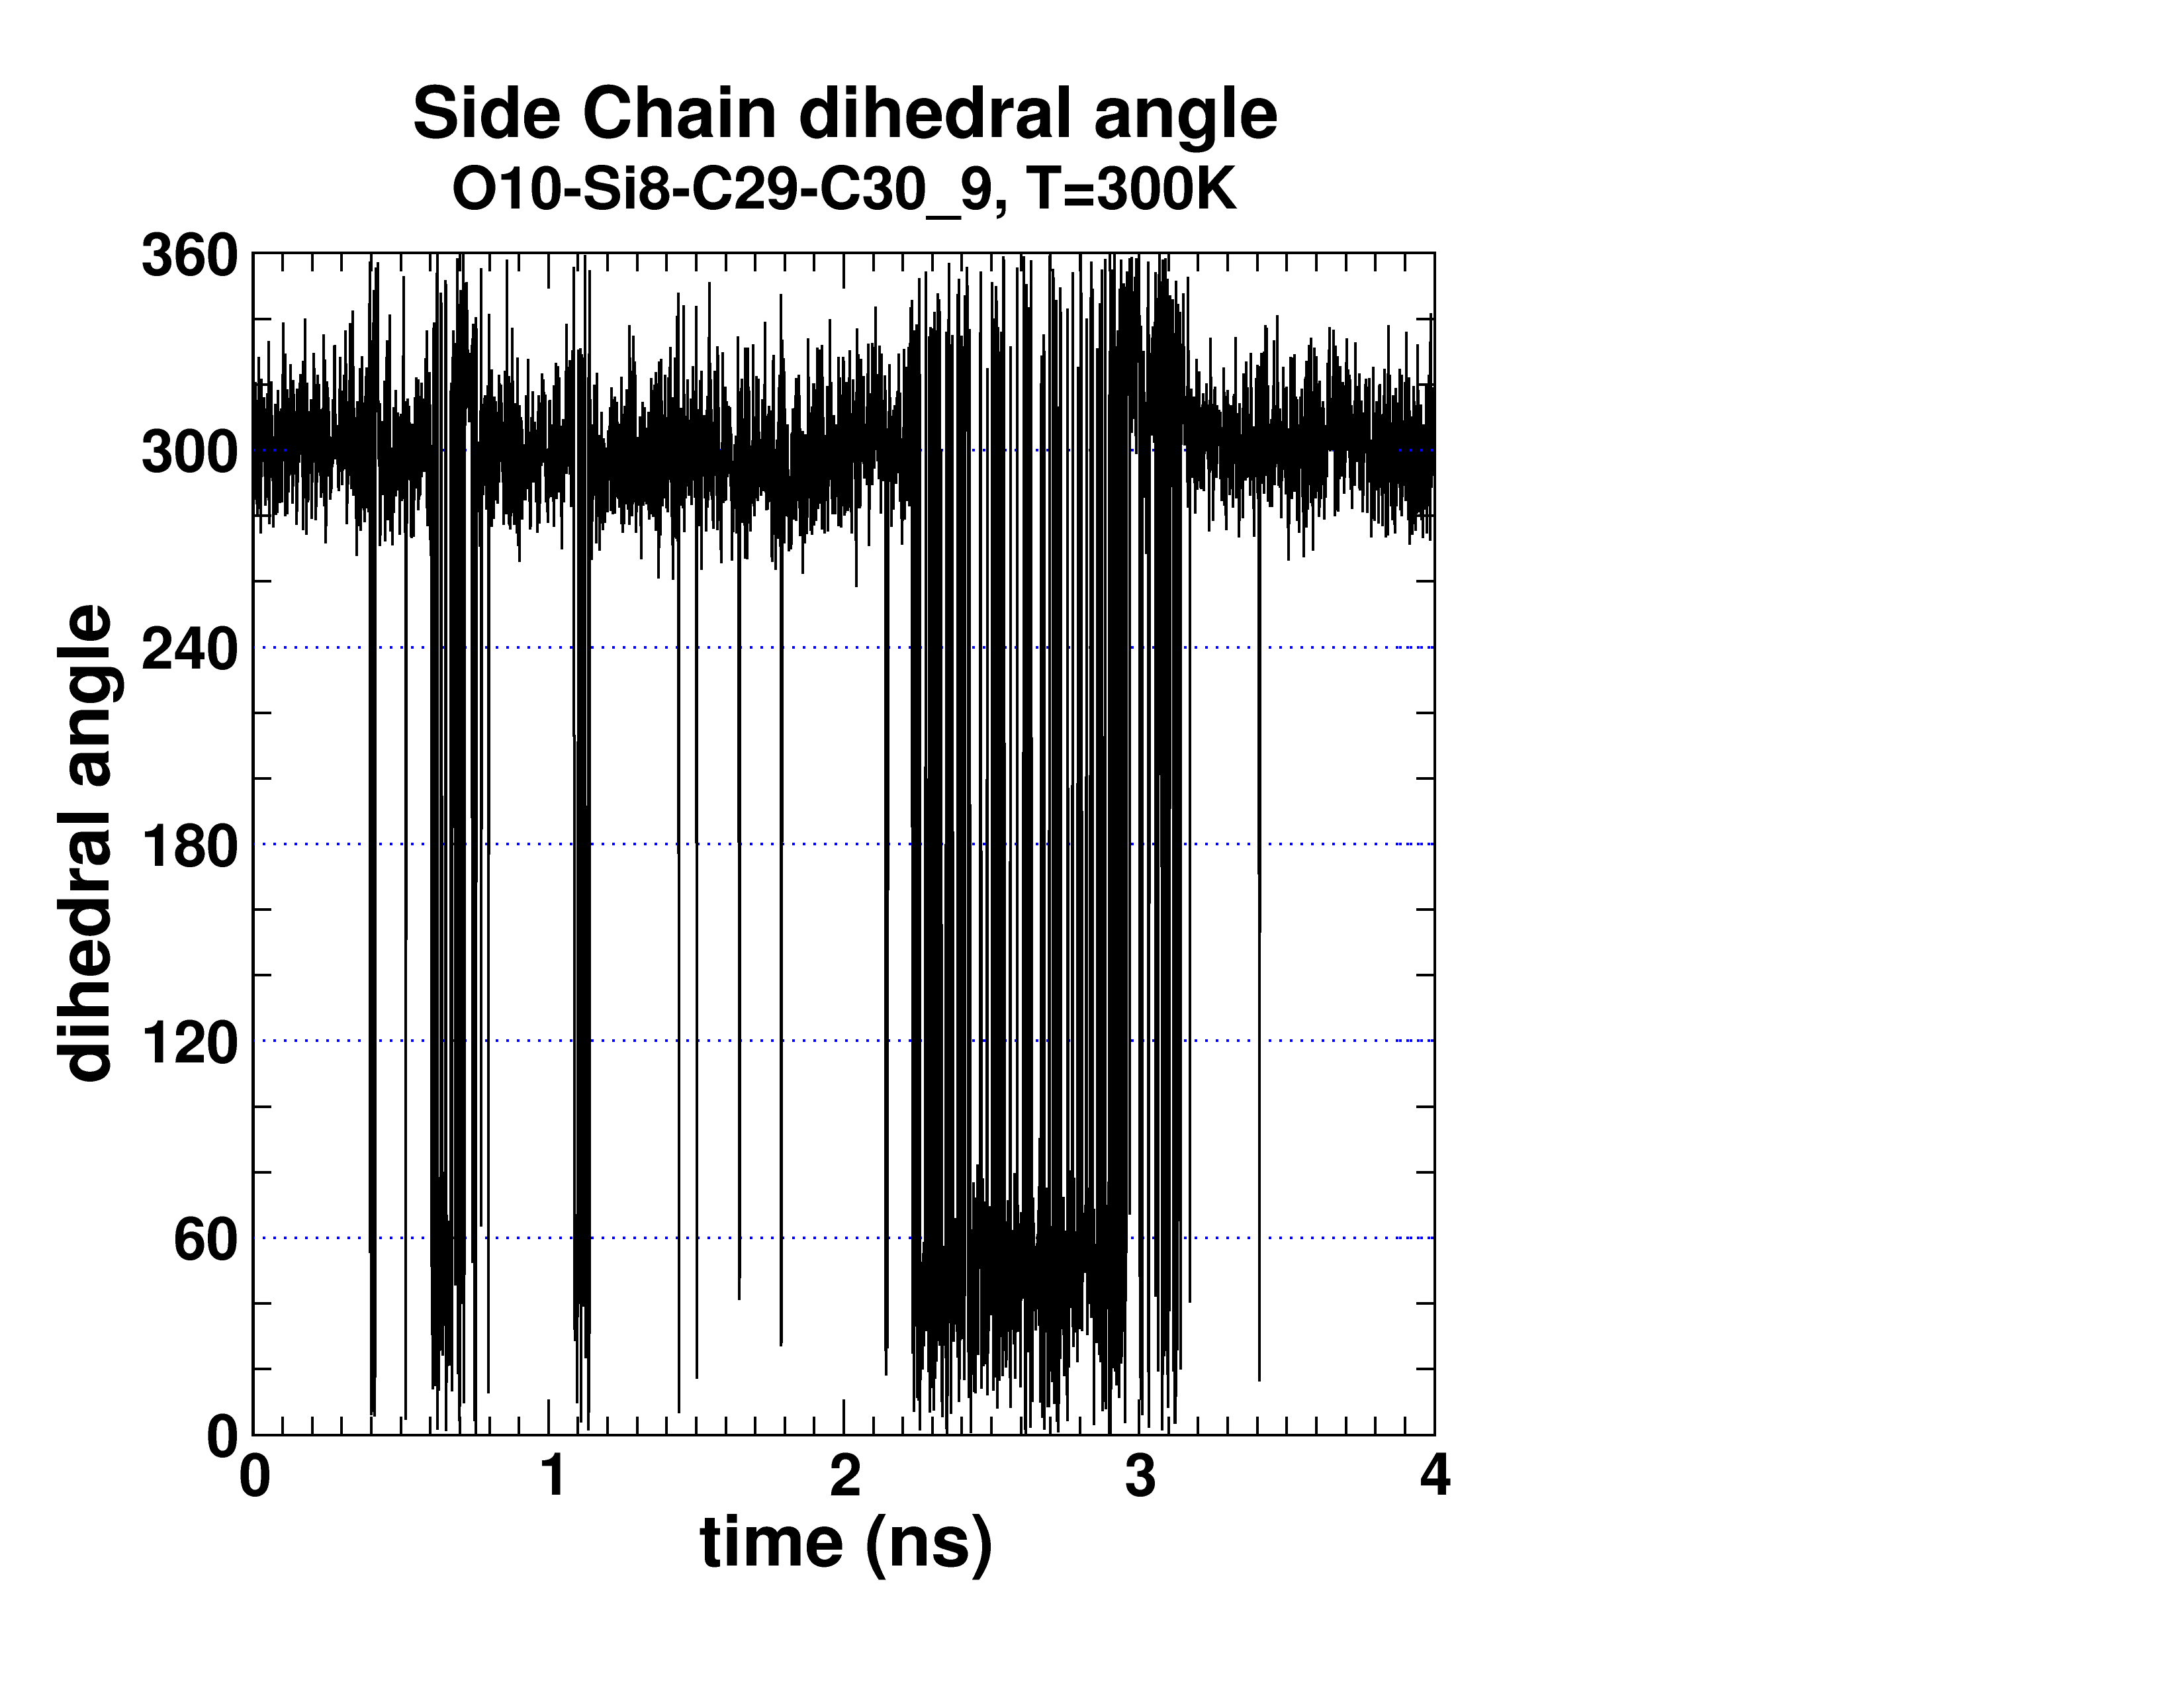 Side Chain dihedral angle
O10-Si8-C29-C30_9, T=300K
360
300
240
180
120
60
0
dihedral angle
0 1 2 3 4
time (ns)